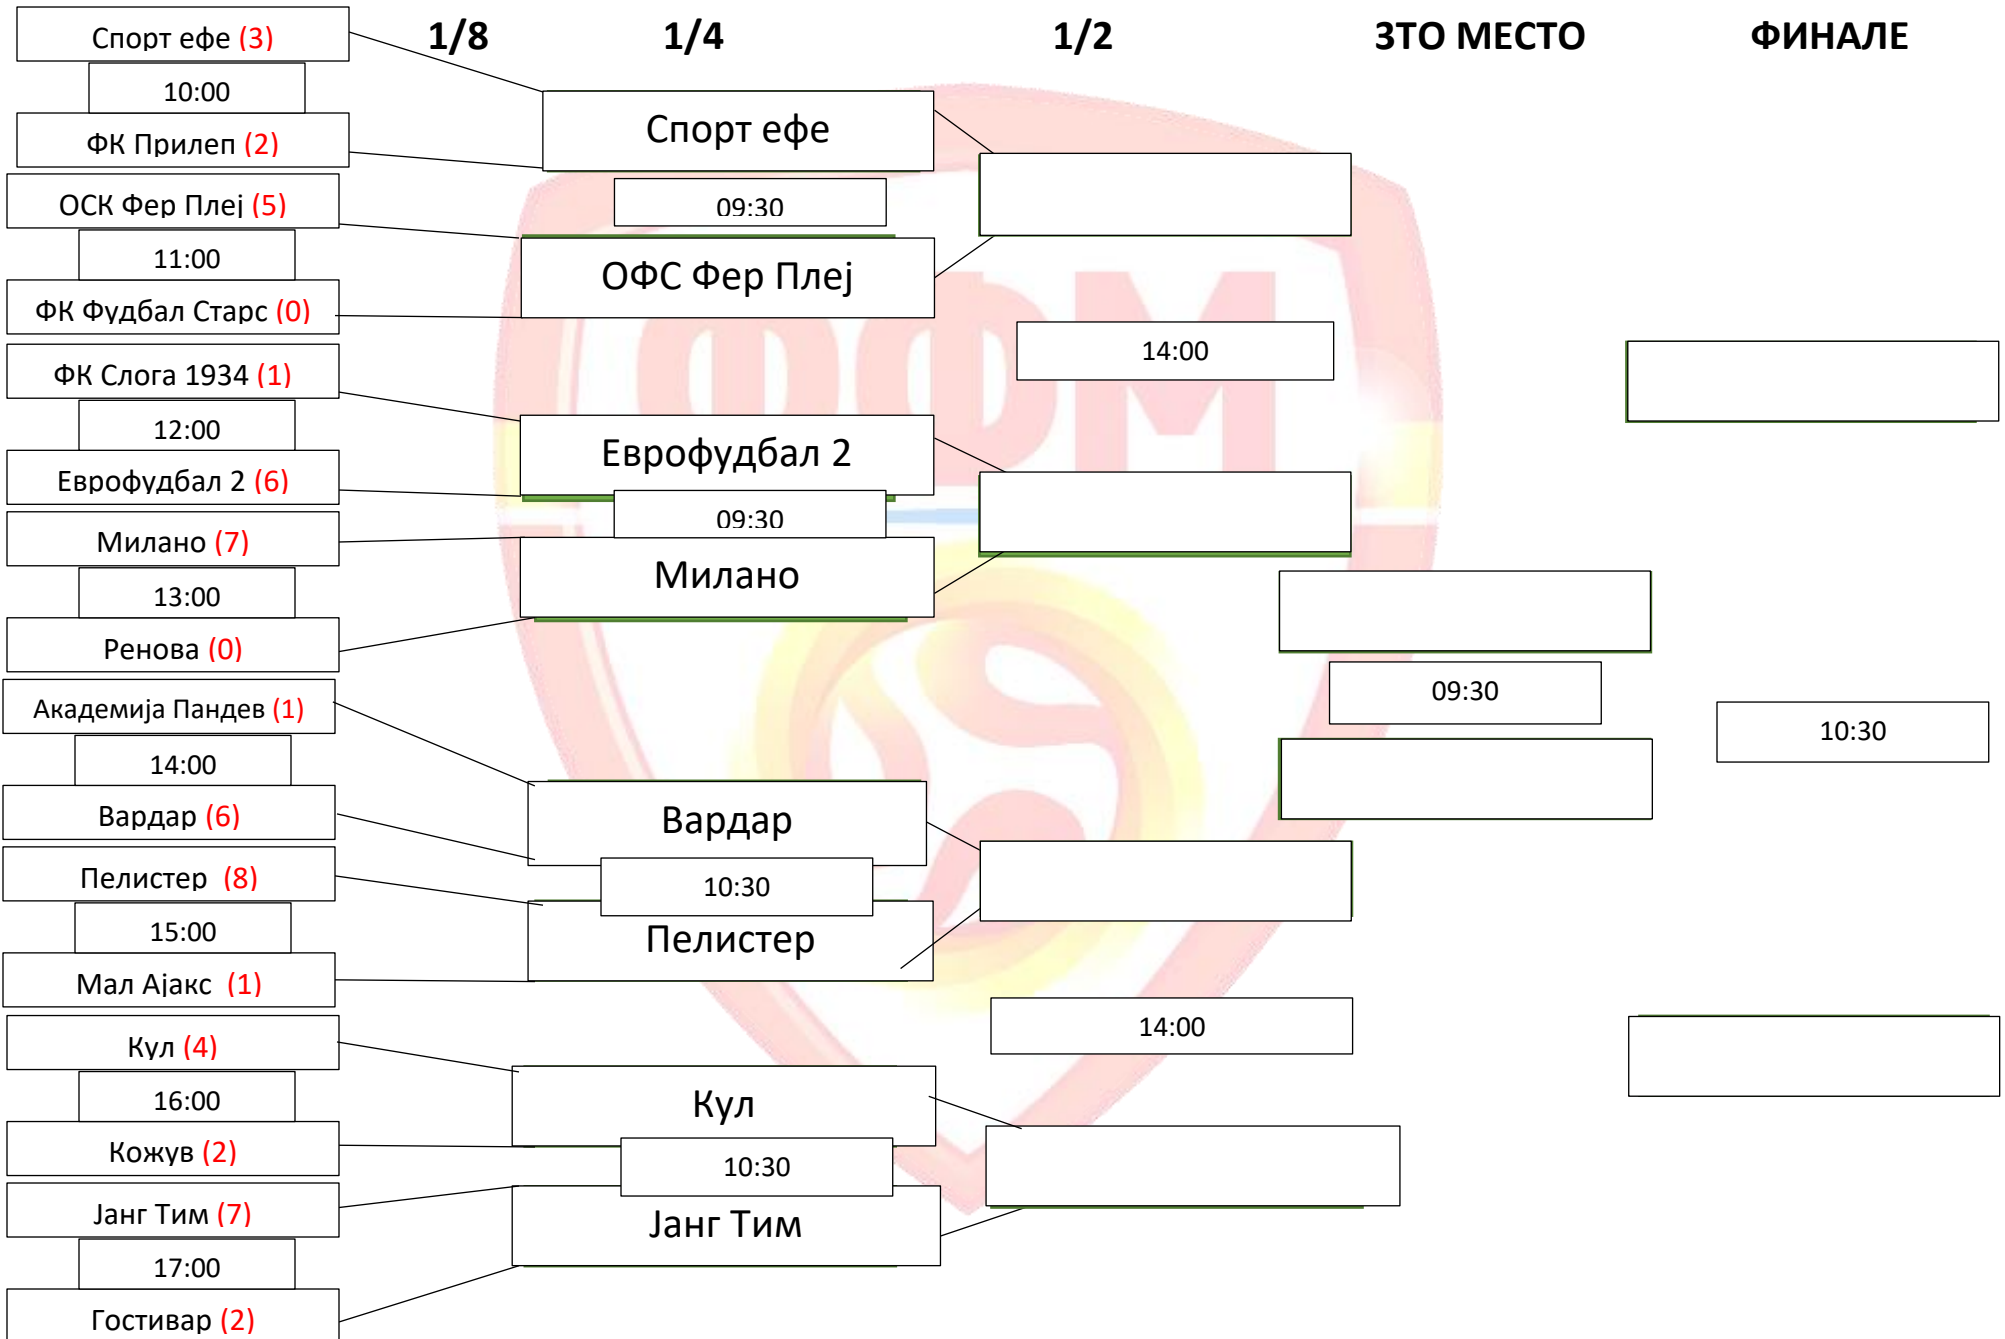 1/8
1/4
1/2
3ТО МЕСТО
ФИНАЛЕ
Спорт ефе (3)
10:00
ФК Прилеп (2)
ОСК Фер Плеј (5)
11:00
ФК Фудбал Старс (0)
ФК Слога 1934 (1)
12:00
Еврофудбал 2 (6)
Милано (7)
13:00
Ренова (0)
Академија Пандев (1)
14:00
Вардар (6)
Пелистер (8)
15:00
Мал Ајакс (1)
Кул (4)
16:00
Кожув (2)
Јанг Тим (7)
17:00
Гостивар (2)
Спорт ефе
09:30
ОФС Фер Плеј
Еврофудбал 2
09:30
Милано
Вардар
10:30
Пелистер
Кул
10:30
Јанг Тим
14:00
14:00
09:30
10:30
ФФМ